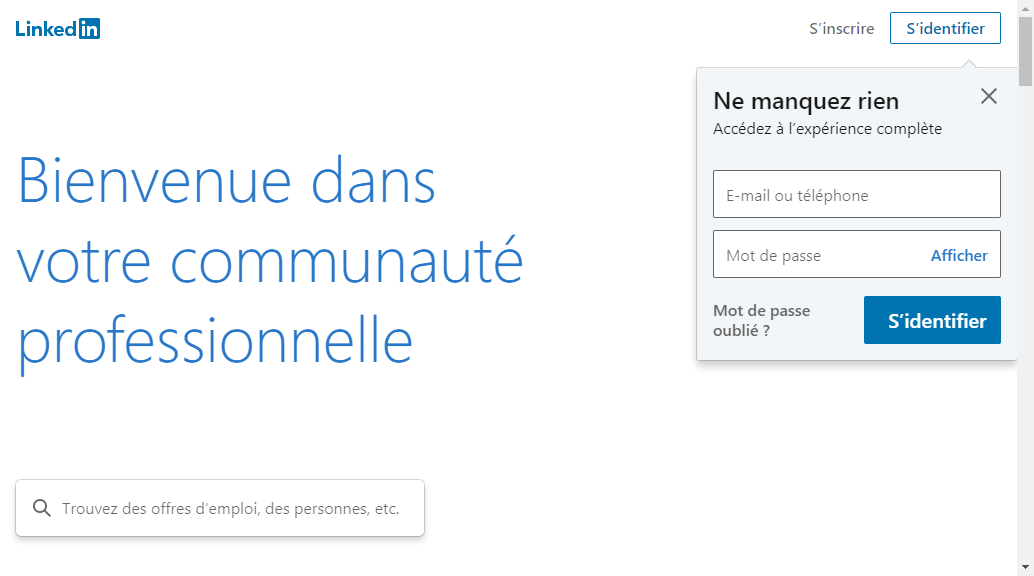 Linkedin
S'inscrire
S'identifier
Ne manquez rien
Accédez à l'expérience complète
E-mail ou téléphone
Mot de passe
Afficher
Mot de passe
oublié ?
S'identifier
Bienvenue dans
votre communauté
professionnelle
Trouvez des offres d'emploi, des personnes, etc.